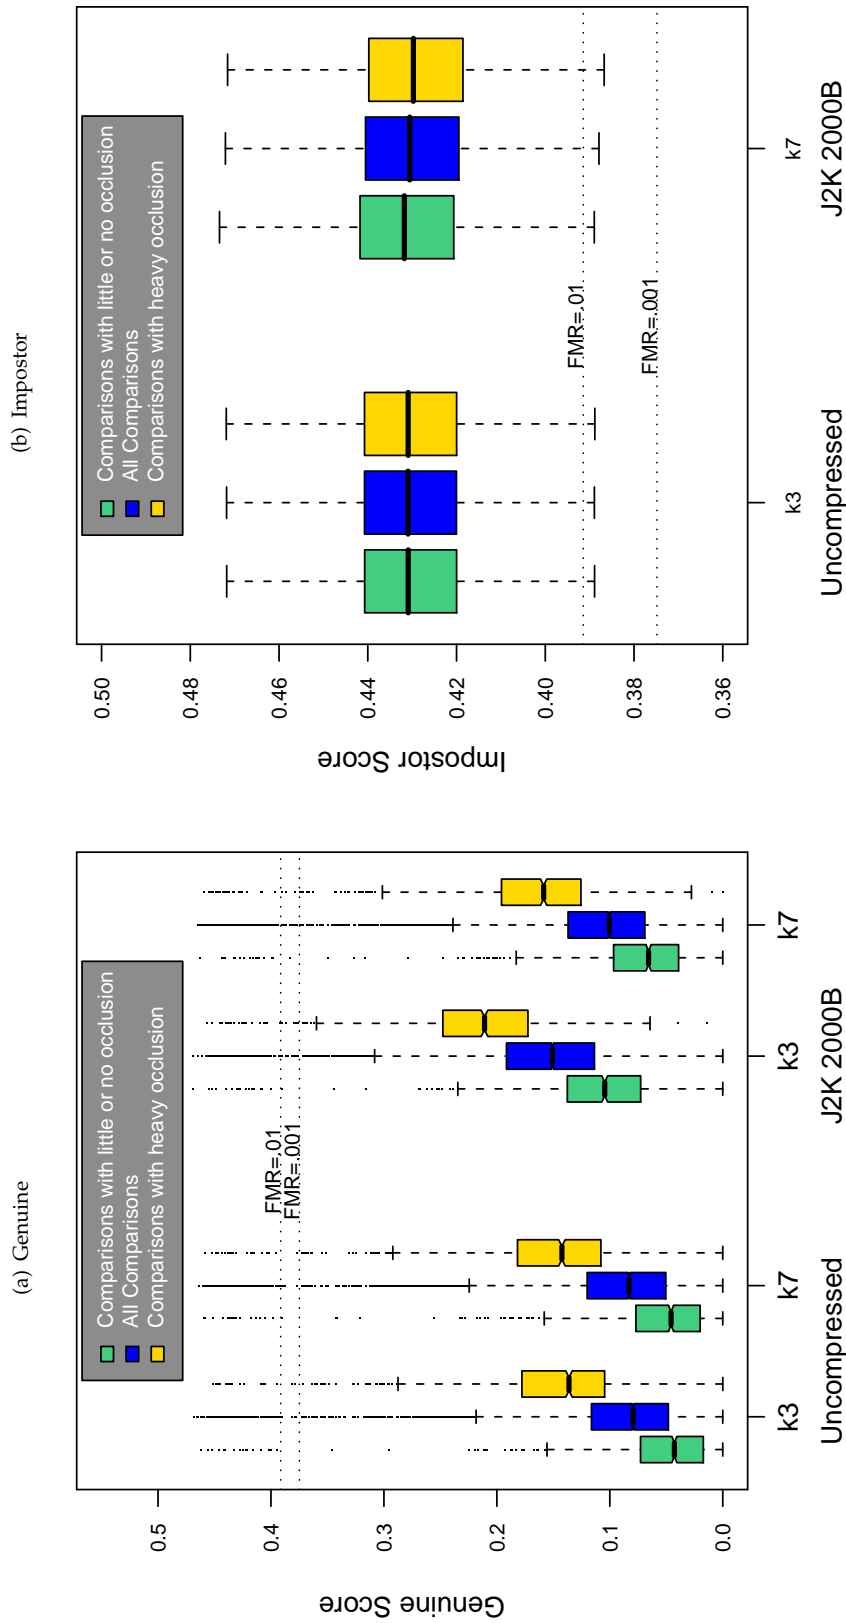 (a) Genuine
Genuine Score
0.0
0.1
0.2
0.3
0.4
0.5
Comparisons with little or no occlusion
All Comparisons
Comparisons with heavy occlusion
FMR=.01
FMR=.001
k3
k7
k3
k7
Uncompressed
J2K 2000B
(b) Impostor
Impostor Score
0.36
0.38
0.40
0.42
0.44
0.46
0.48
0.50
Comparisons with little or no occlusion
All Comparisons
Comparisons with heavy occlusion
FMR=.01
FMR=.001
k3
k7
Uncompressed
J2K 2000B